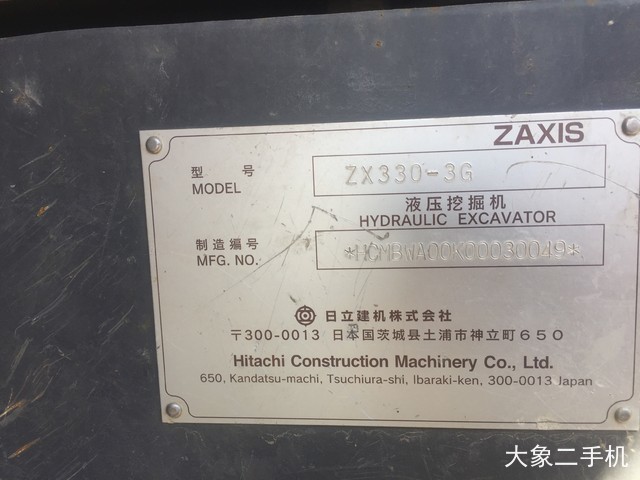 ZAXIS
型 号
MODEL
ZX330-3G
液压挖掘机
HYDRAULIC EXCAVATOR
制造编号
MFG. NO.
*HCMBWA00K00030049*
日立建机株式会社
〒300-0013 日本国茨城县土浦市神立町650
Hitachi Construction Machinery Co., Ltd.
650, Kandatsu-machi, Tsuchiura-shi, Ibaraki-ken, 300-0013 Japan
大象二手机